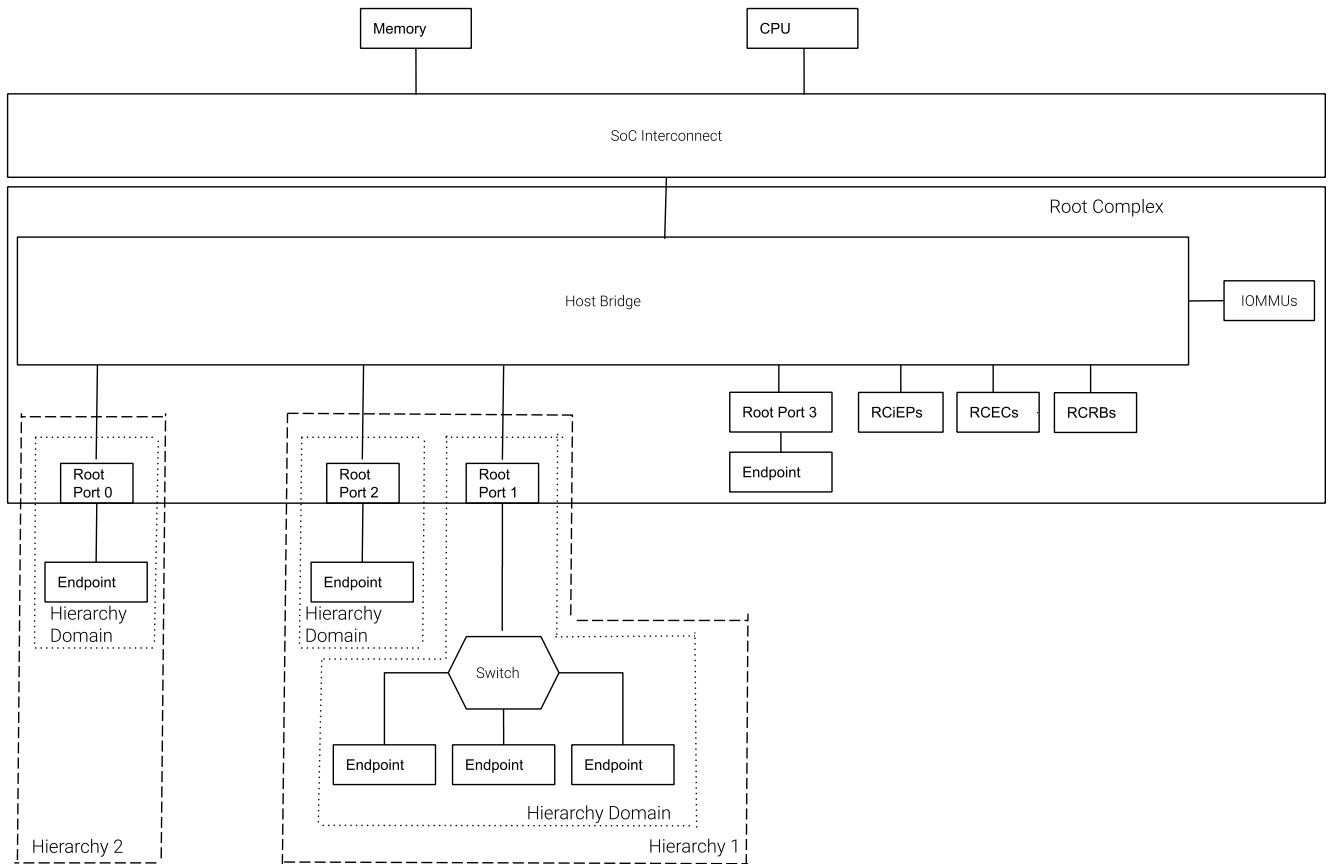 Memory
CPU
SoC Interconnect
Root Complex
Host Bridge
IOMMUs
Root Port 3
RCiEPs
RCECs
RCRBs
Root
Port 0
Root
Port 2
Root
Port 1
Endpoint
Endpoint
Endpoint
Hierarchy
Domain
Hierarchy
Domain
Switch
Endpoint
Endpoint
Endpoint
Hierarchy Domain
Hierarchy 2
Hierarchy 1